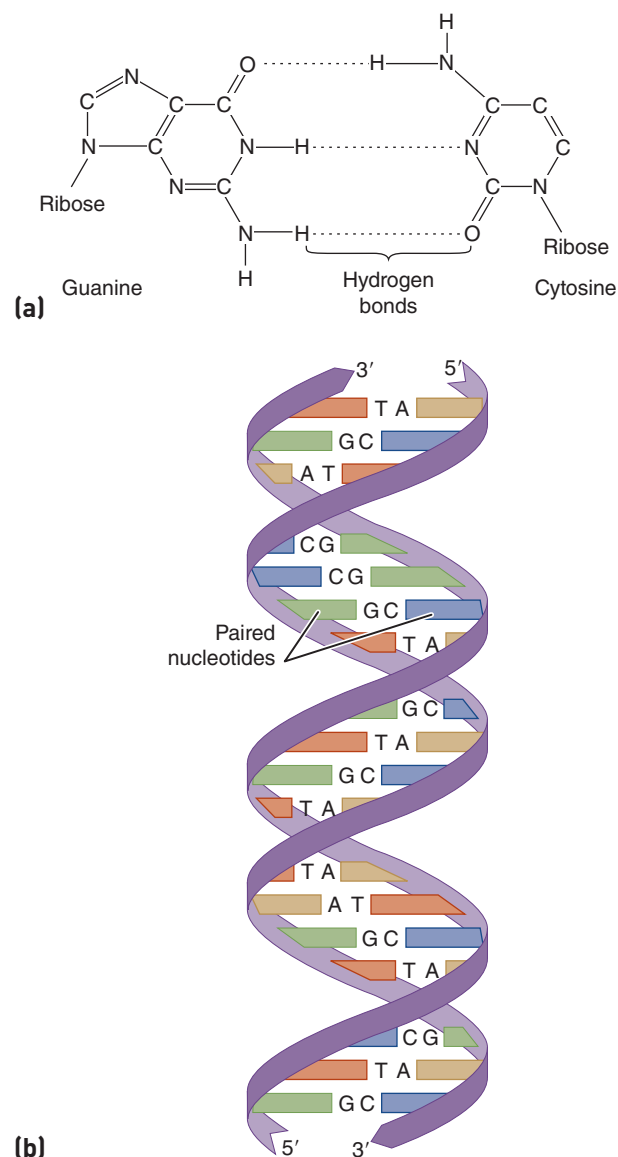 H
O H N
N C C C
C C
C N H N
N C C C
N C C N
Ribose
N H O
Ribose
H
Hydrogen
bonds
Guanine Cytosine
(a)
3′ 5′
T A
G C
A T
C G
C G
G C
Paired
nucleotides
T A
G C
T A
G C
T A
T A
A T
G C
T A
C G
T A
G C
5′ 3′
(b)